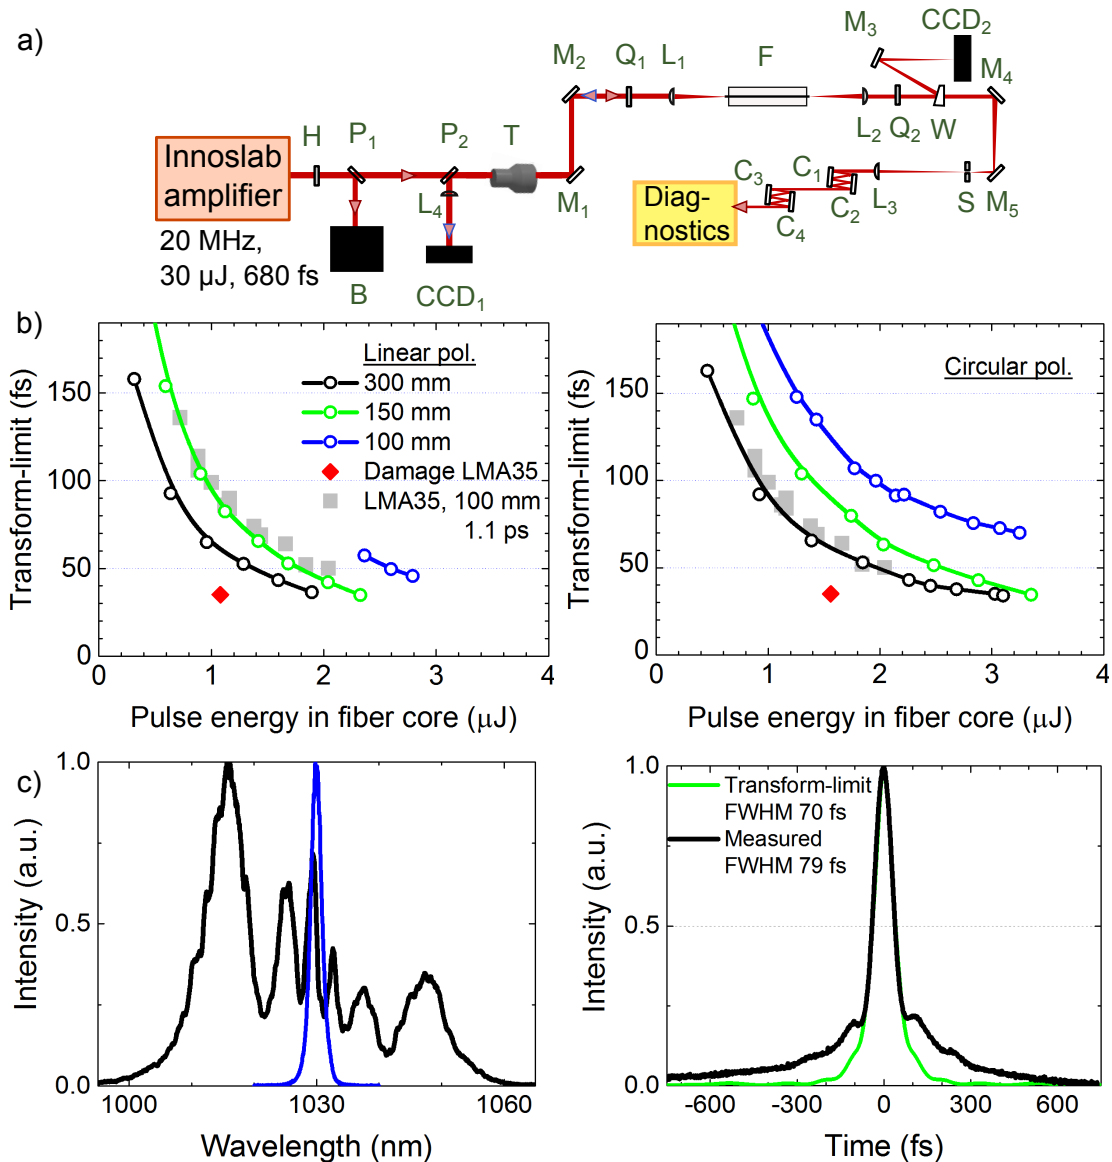 a)
Innoslab
amplifier
20 MHz,
30 µJ, 680 fs
H
P1
B
P2
L4
CCD1
T
M1
M2
Q1
L1
F
L2
Q2
W
M3
CCD2
M4
M5
S
L3
C1
C2
C3
C4
Diag-
nostics
b)
Transform-limit (fs)
150
100
50
0
0 1 2 3 4
Pulse energy in fiber core (µJ)
Linear pol.
300 mm
150 mm
100 mm
Damage LMA35
LMA35, 100 mm
1.1 ps
Transform-limit (fs)
150
100
50
0
0 1 2 3 4
Pulse energy in fiber core (µJ)
Circular pol.
c)
Intensity (a.u.)
1.0
0.5
0.0
1000 1030 1060
Wavelength (nm)
Intensity (a.u.)
1.0
0.5
0.0
-600 -300 0 300 600
Time (fs)
Transform-limit
FWHM 70 fs
Measured
FWHM 79 fs